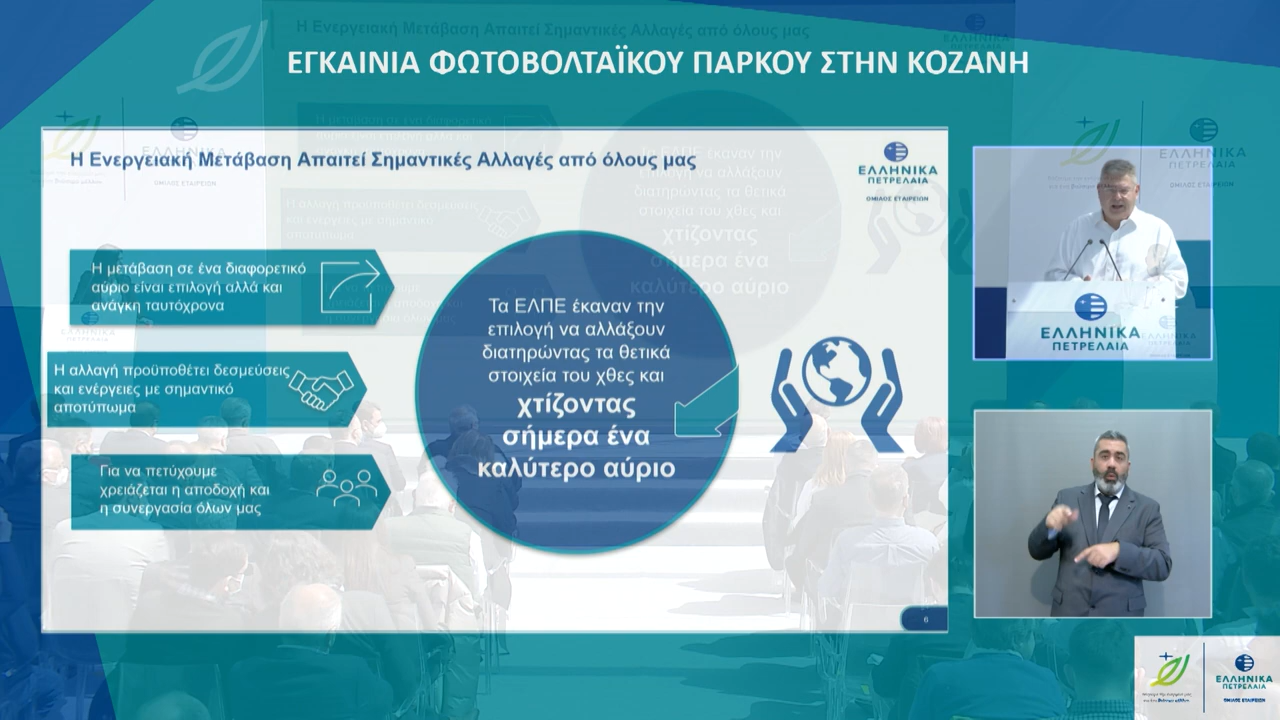 ΕΓΚΑΙΝΙΑ ΦΩΤΟΒΟΛΤΑΪΚΟΥ ΠΑΡΚΟΥ ΣΤΗΝ ΚΟΖΑΝΗ
Η Ενεργειακή Μετάβαση Απαιτεί Σημαντικές Αλλαγές από όλους μας
ΕΛΛΗΝΙΚΑ
ΠΕΤΡΕΛΑΙΑ
ΟΜΙΛΟΣ ΕΤΑΙΡΕΙΩΝ
Η μετάβαση σε ένα διαφορετικό
αύριο είναι επιλογή αλλά και
ανάγκη ταυτόχρονα
Η αλλαγή προϋποθέτει δεσμεύσεις
και ενέργειες με σημαντικό
αποτύπωμα
Για να πετύχουμε
χρειάζεται η αποδοχή και
η συνεργασία όλων μας
Τα ΕΛΠΕ έκαναν την
επιλογή να αλλάξουν
διατηρώντας τα θετικά
στοιχεία του χθες και
χτίζοντας
σήμερα ένα
καλύτερο αύριο
6
ΕΛΛΗΝΙΚΑ
ΠΕΤΡΕΛΑΙΑ
ΕΛΛΗΝΙΚΑ
ΠΕΤΡΕΛΑΙΑ
ΟΜΙΛΟΣ ΕΤΑΙΡΕΙΩΝ